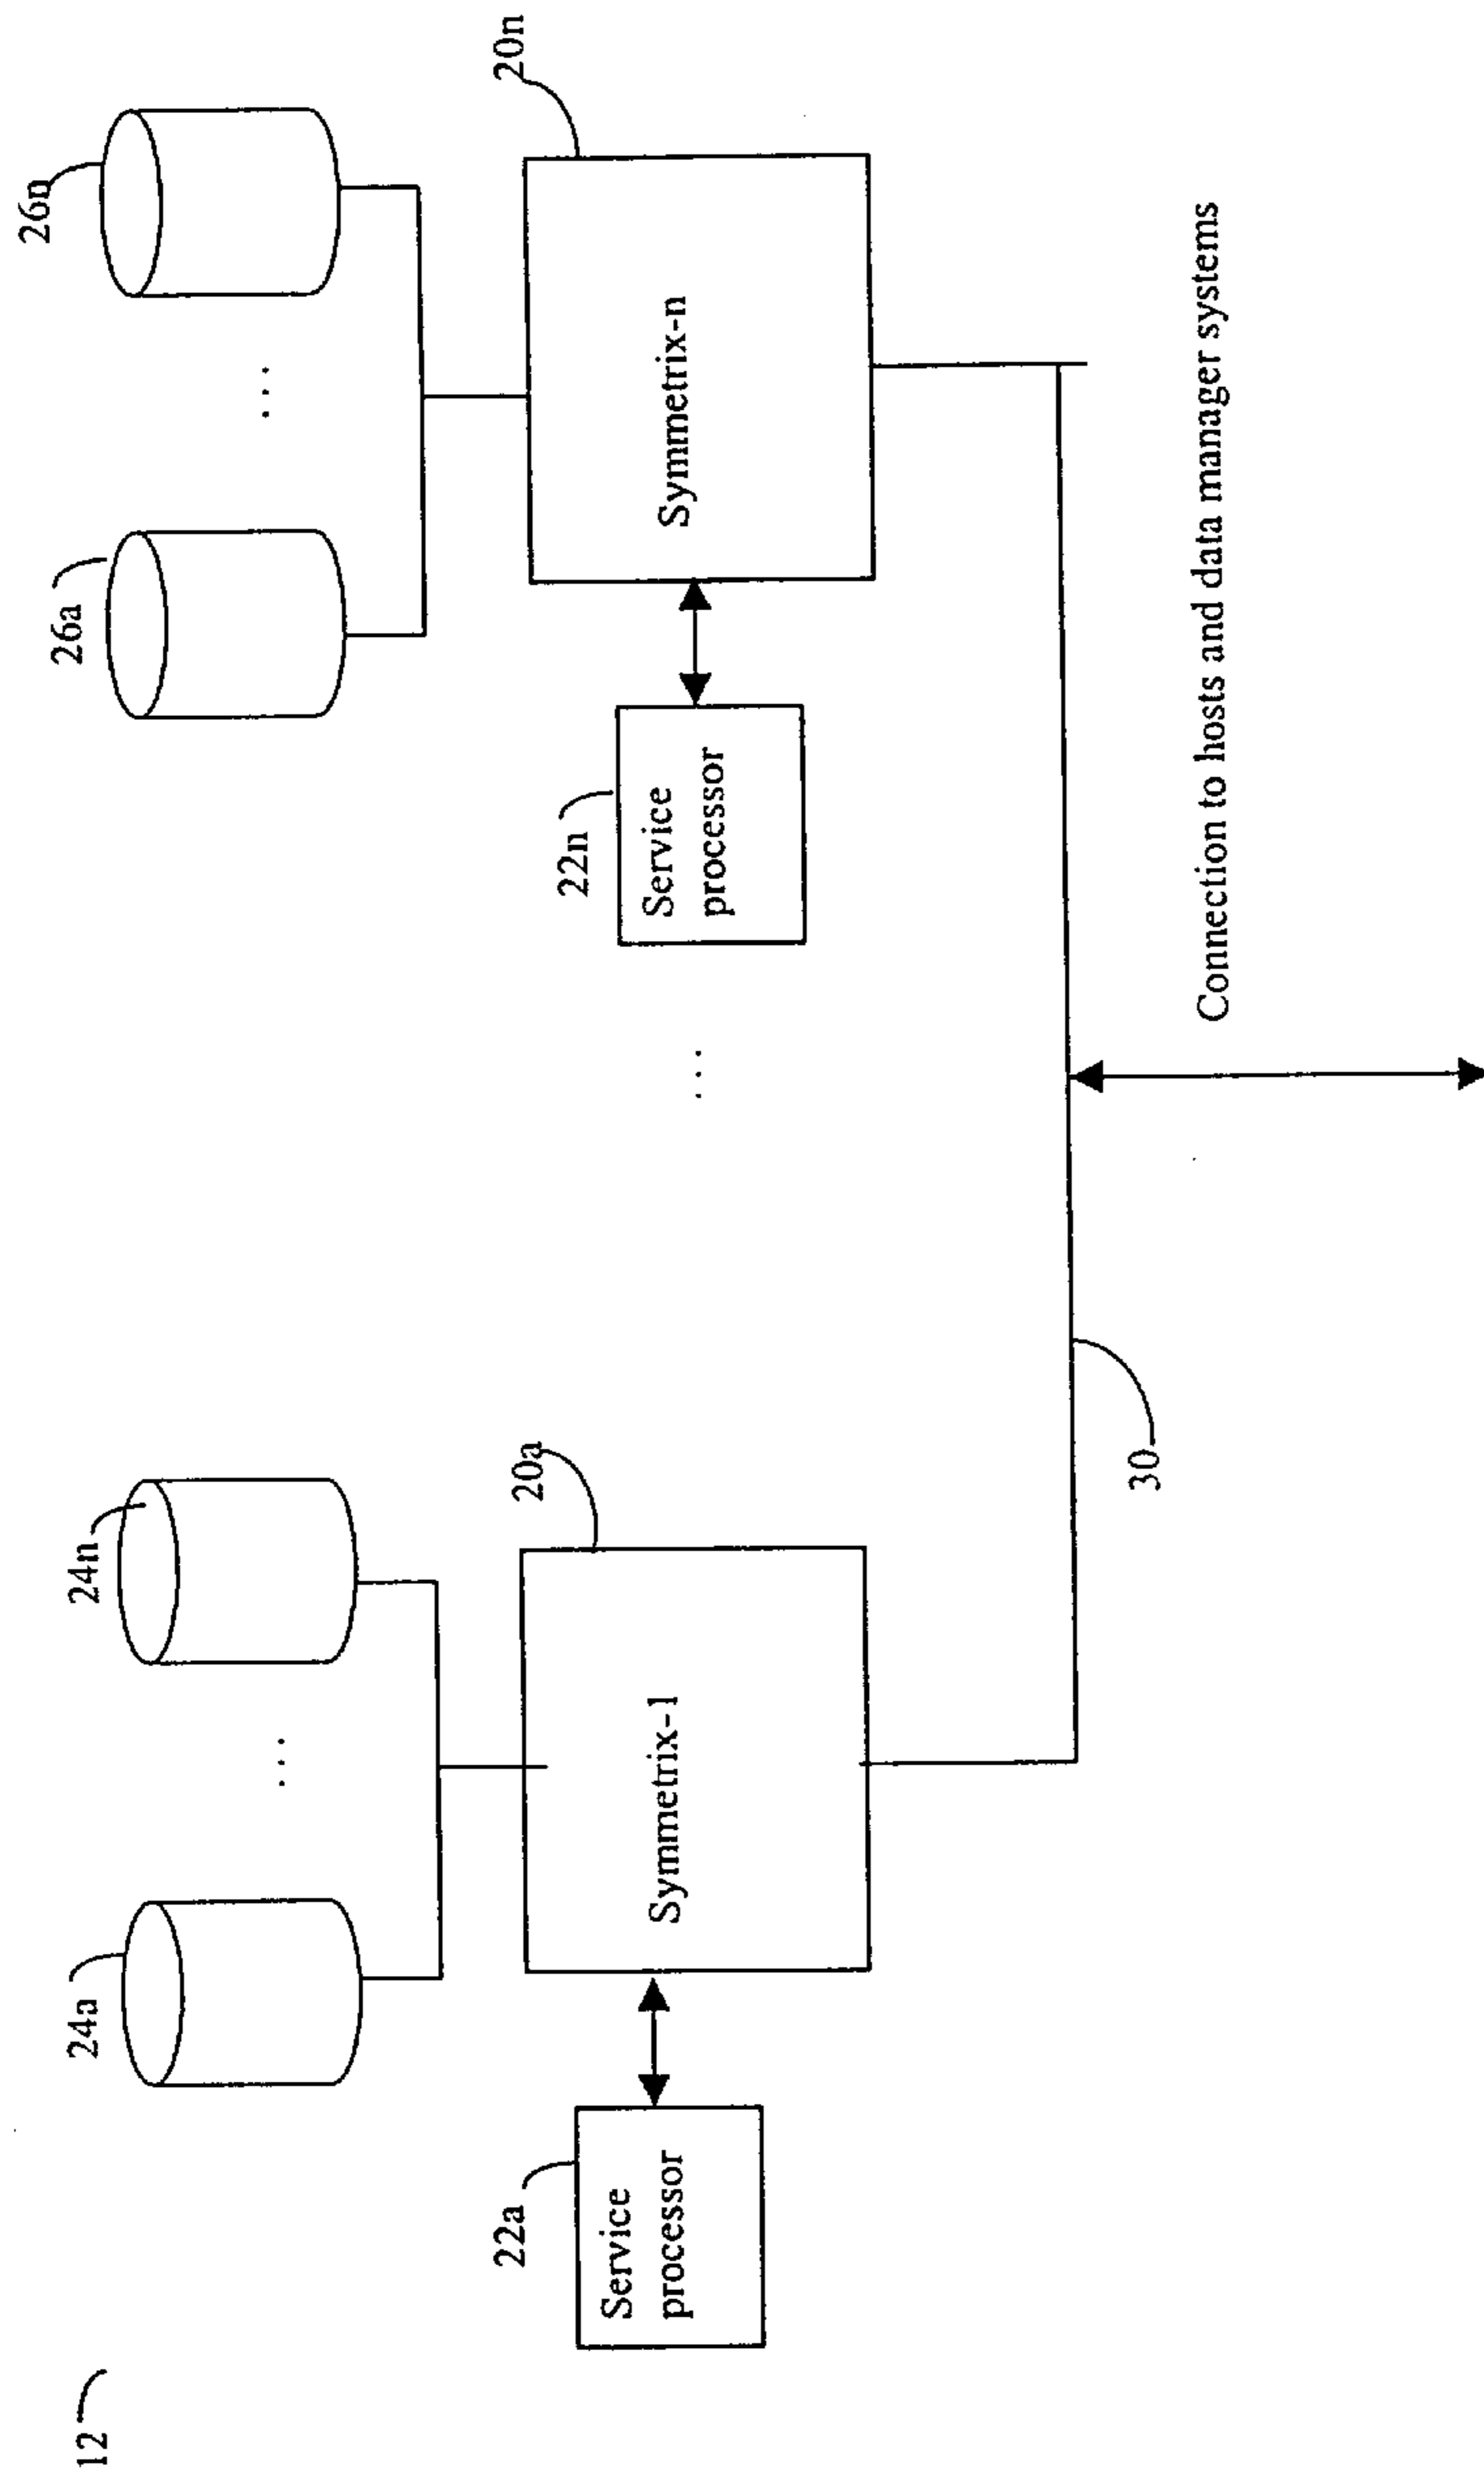 12
24a
...
24n
26a
...
26n
22a
Service
processor
Symmetrix-1
20a
...
22n
Service
processor
Symmetrix-n
20n
30
Connection to hosts and data manager systems